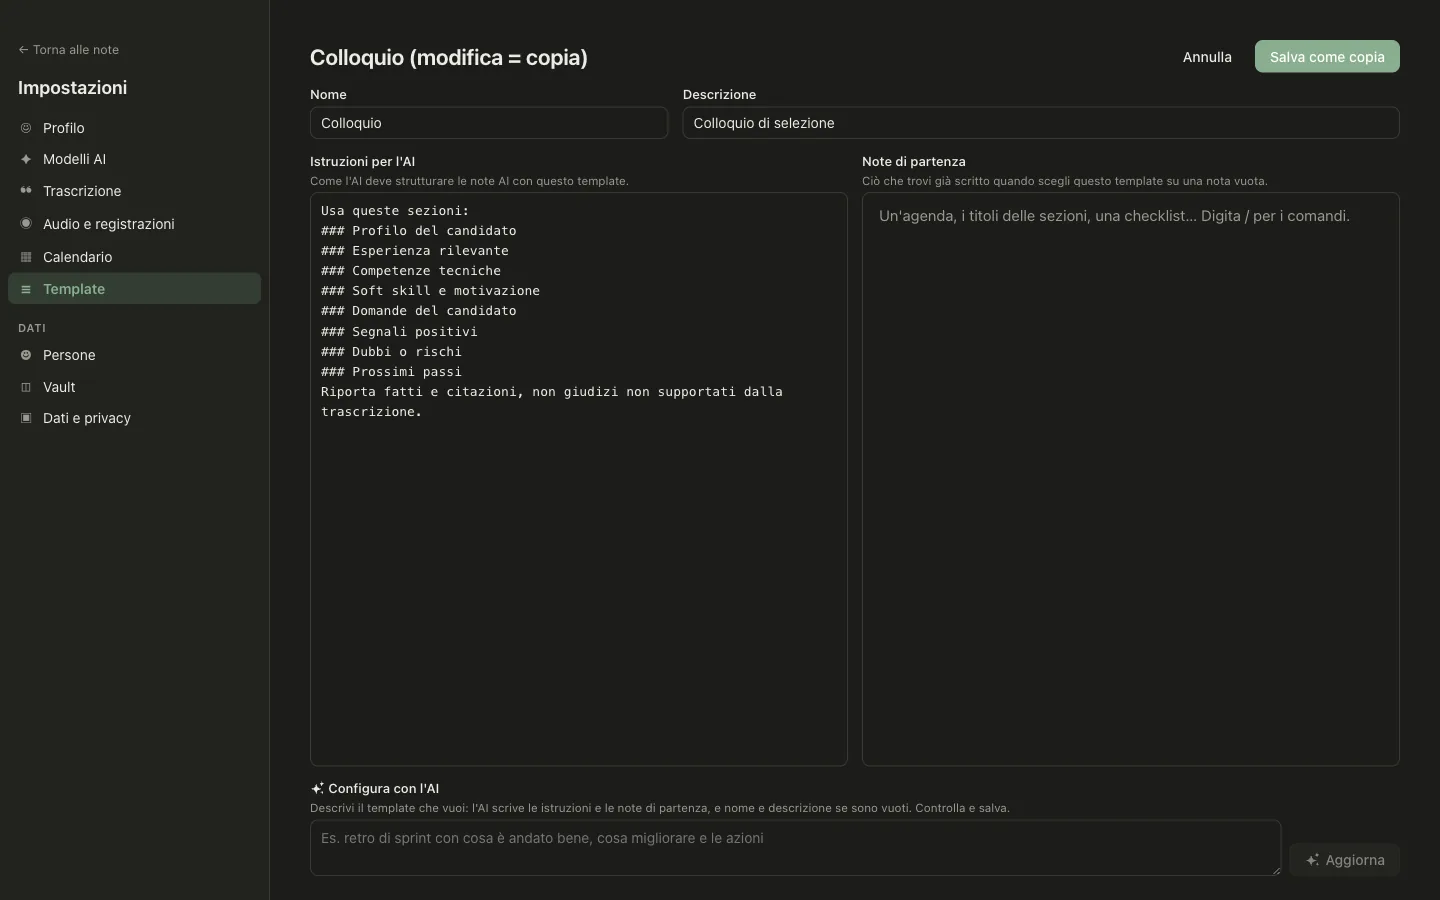 ← Torna alle note
Impostazioni
Profilo
Modelli AI
Trascrizione
Audio e registrazioni
Calendario
Template
DATI
Persone
Vault
Dati e privacy
Colloquio (modifica = copia)
Annulla
Salva come copia
Nome
Colloquio
Descrizione
Colloquio di selezione
Istruzioni per l'AI
Come l'AI deve strutturare le note AI con questo template.
Usa queste sezioni:
### Profilo del candidato
### Esperienza rilevante
### Competenze tecniche
### Soft skill e motivazione
### Domande del candidato
### Segnali positivi
### Dubbi o rischi
### Prossimi passi
Riporta fatti e citazioni, non giudizi non supportati dalla
trascrizione.
Note di partenza
Ciò che trovi già scritto quando scegli questo template su una nota vuota.
Un'agenda, i titoli delle sezioni, una checklist... Digita / per i comandi.
Configura con l'AI
Descrivi il template che vuoi: l'AI scrive le istruzioni e le note di partenza, e nome e descrizione se sono vuoti. Controlla e salva.
Es. retro di sprint con cosa è andato bene, cosa migliorare e le azioni
Aggiorna